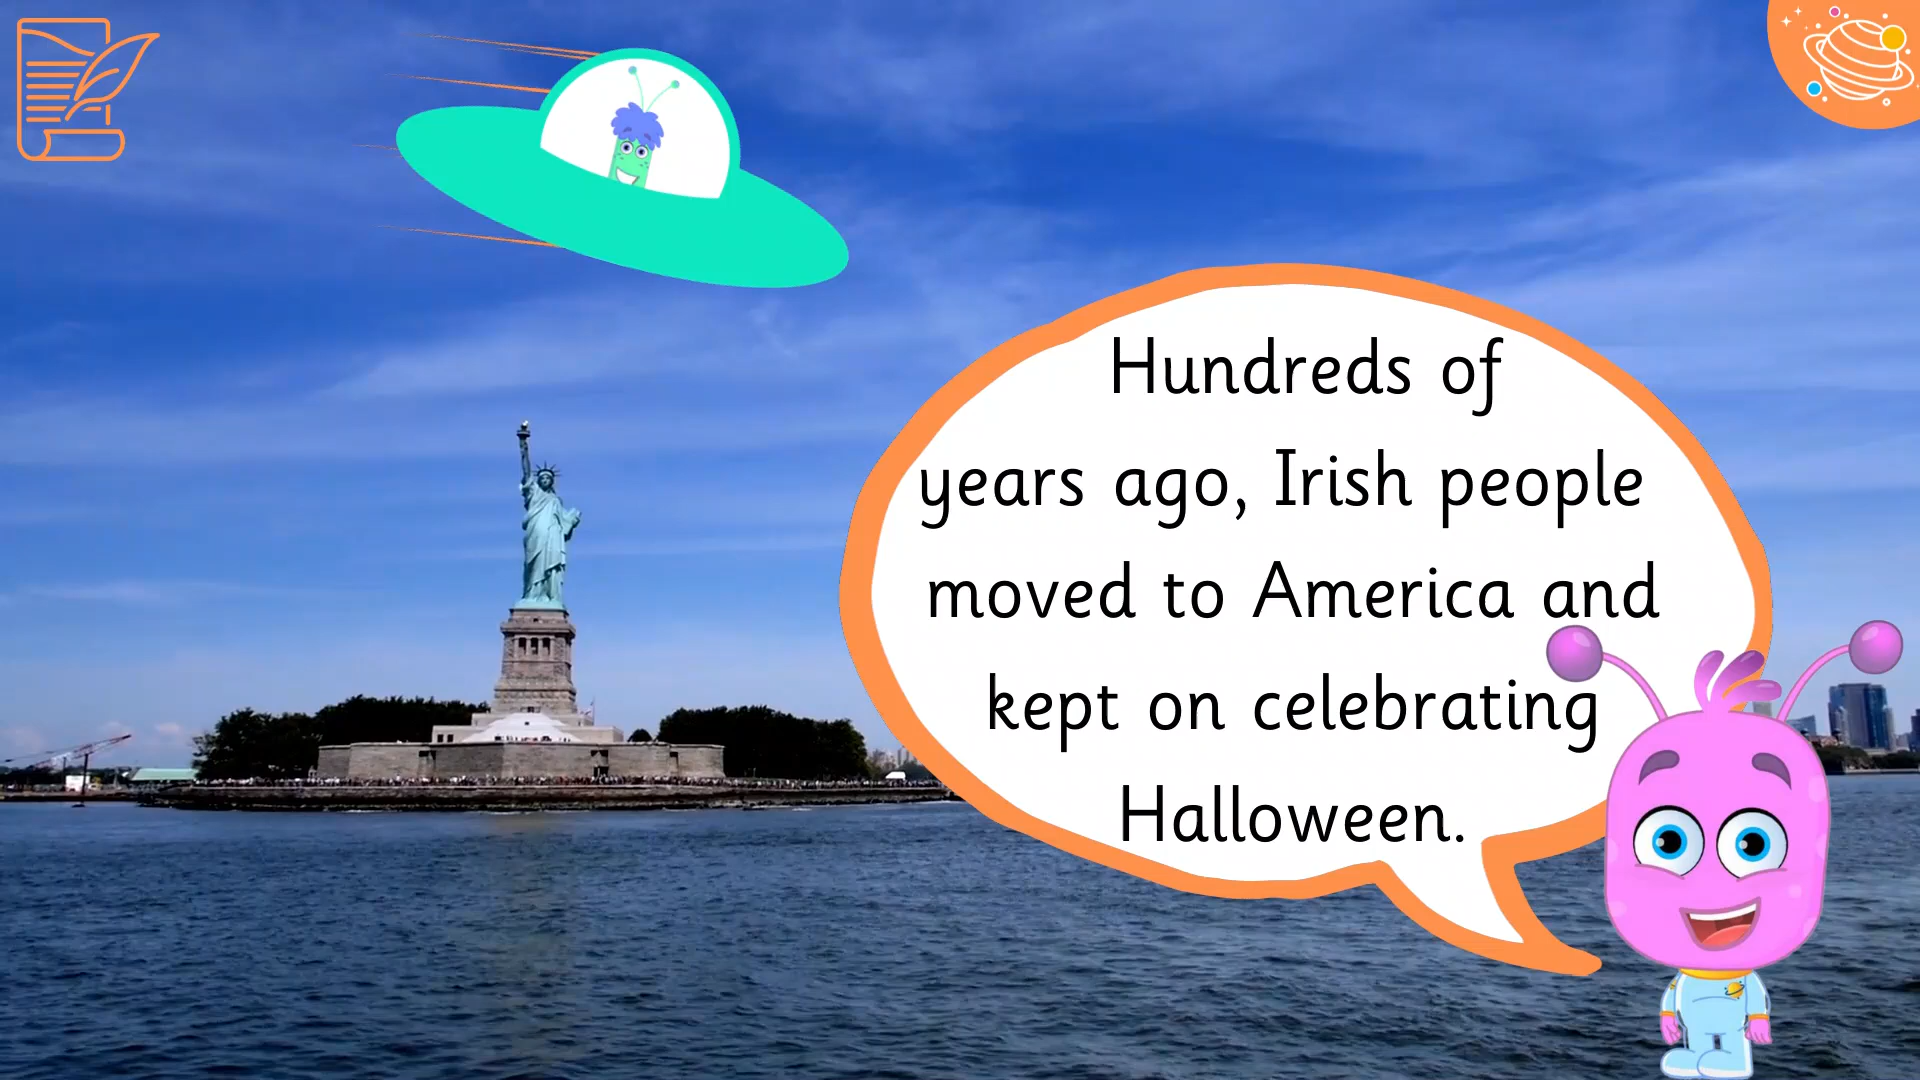 Hundreds of
years ago, Irish people
moved to America and
kept on celebrating
Halloween.